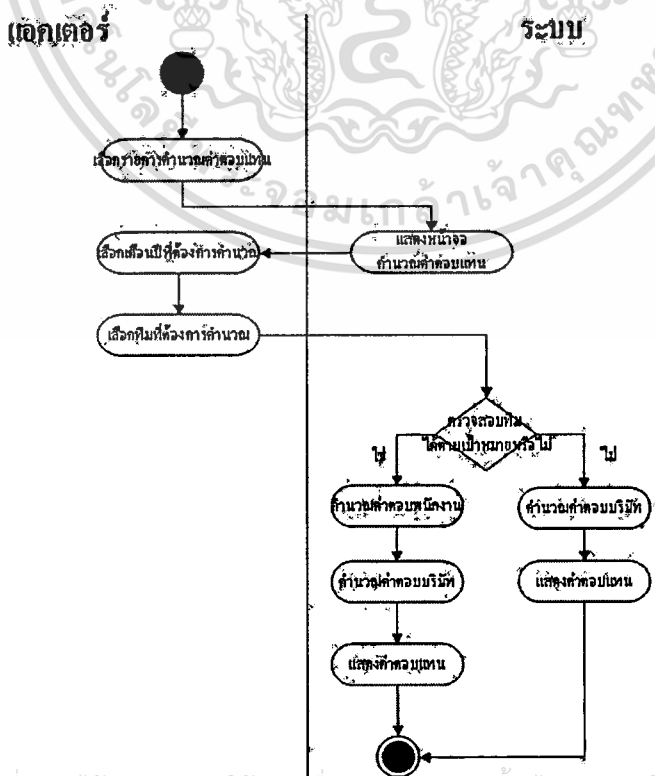 แอคเตอร์
ระบบ
เลือกรายการคำนวณค่าตอบแทน
แสดงหน้าจอ
คำนวณค่าตอบแทน
เลือกเดือนปีที่ต้องการคำนวณ
เลือกทีมที่ต้องการคำนวณ
ตรวจสอบทีม
ได้ตามเป้าหมายหรือไม่
ใช่
ไม่
คำนวณค่าตอบพนักงาน
คำนวณค่าตอบบริษัท
คำนวณค่าตอบบริษัท
แสดงค่าตอบแทน
แสดงค่าตอบแทน